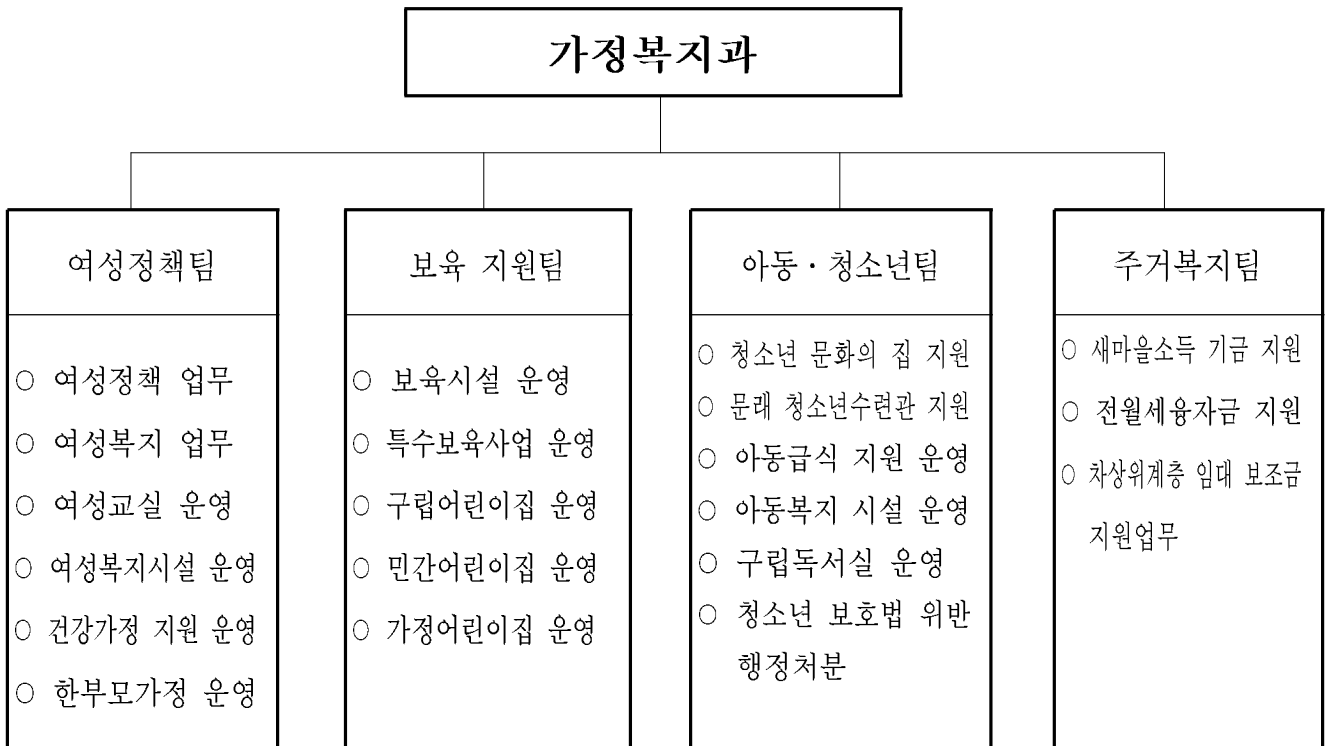 가정복지과
여성정책팀
○ 여성정책 업무
○ 여성복지 업무
○ 여성교실 운영
○ 여성복지시설 운영
○ 건강가정 지원 운영
○ 한부모가정 운영
보육 지원팀
○ 보육시설 운영
○ 특수보육사업 운영
○ 구립어린이집 운영
○ 민간어린이집 운영
○ 가정어린이집 운영
아동·청소년팀
○ 청소년 문화의 집 지원
○ 문래 청소년수련관 지원
○ 아동급식 지원 운영
○ 아동복지 시설 운영
○ 구립독서실 운영
○ 청소년 보호법 위반
행정처분
주거복지팀
○ 새마을소득 기금 지원
○ 전월세융자금 지원
○ 차상위계층 임대 보조금
지원업무